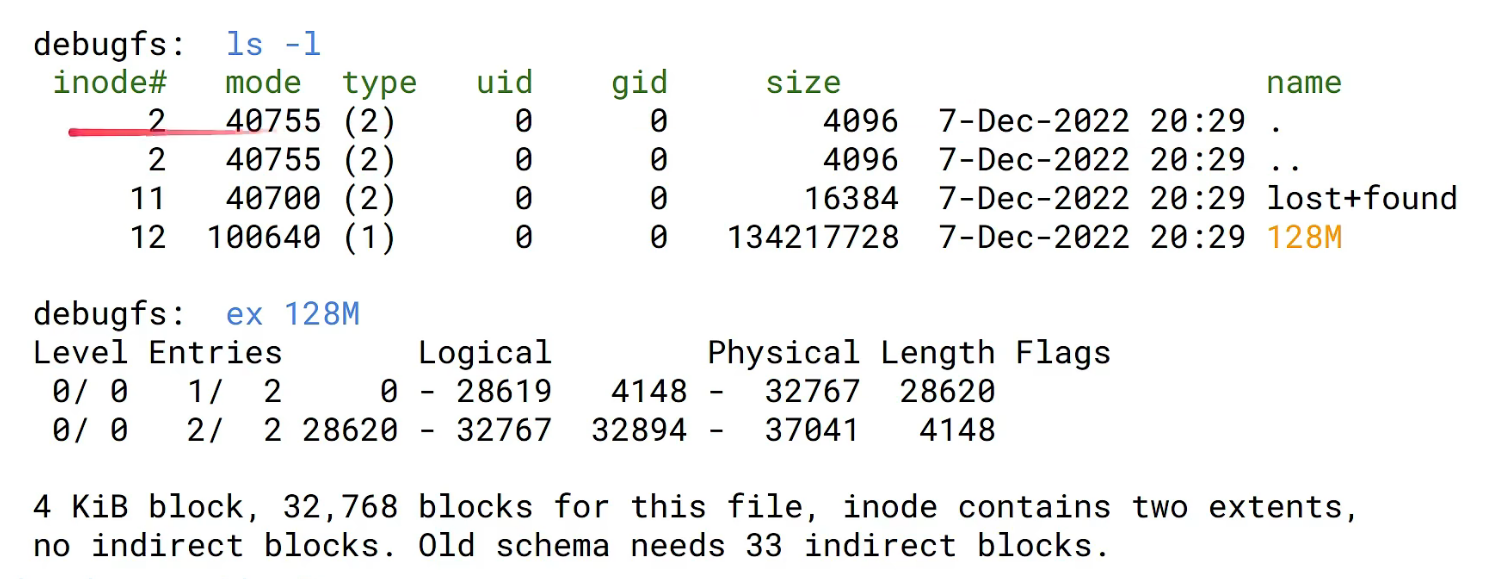 debugfs: ls -l
inode# mode type uid gid size name
2 40755 (2) 0 0 4096 7-Dec-2022 20:29 .
2 40755 (2) 0 0 4096 7-Dec-2022 20:29 ..
11 40700 (2) 0 0 16384 7-Dec-2022 20:29 lost+found
12 100640 (1) 0 0 134217728 7-Dec-2022 20:29 128M
debugfs: ex 128M
Level Entries Logical Physical Length Flags
0/ 0 1/ 2 0 - 28619 4148 - 32767 28620
0/ 0 2/ 2 28620 - 32767 32894 - 37041 4148
4 KiB block, 32,768 blocks for this file, inode contains two extents,
no indirect blocks. Old schema needs 33 indirect blocks.